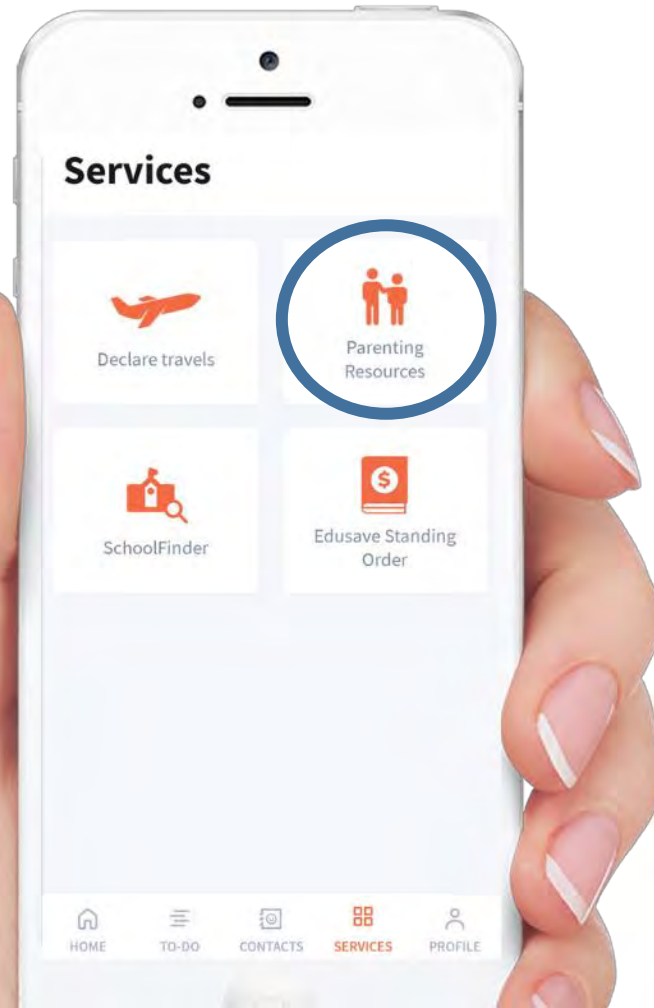 Services
Declare travels
Parenting
Resources
SchoolFinder
$
Edusave Standing
Order
HOME
TO-DO
CONTACTS
SERVICES
PROFILE